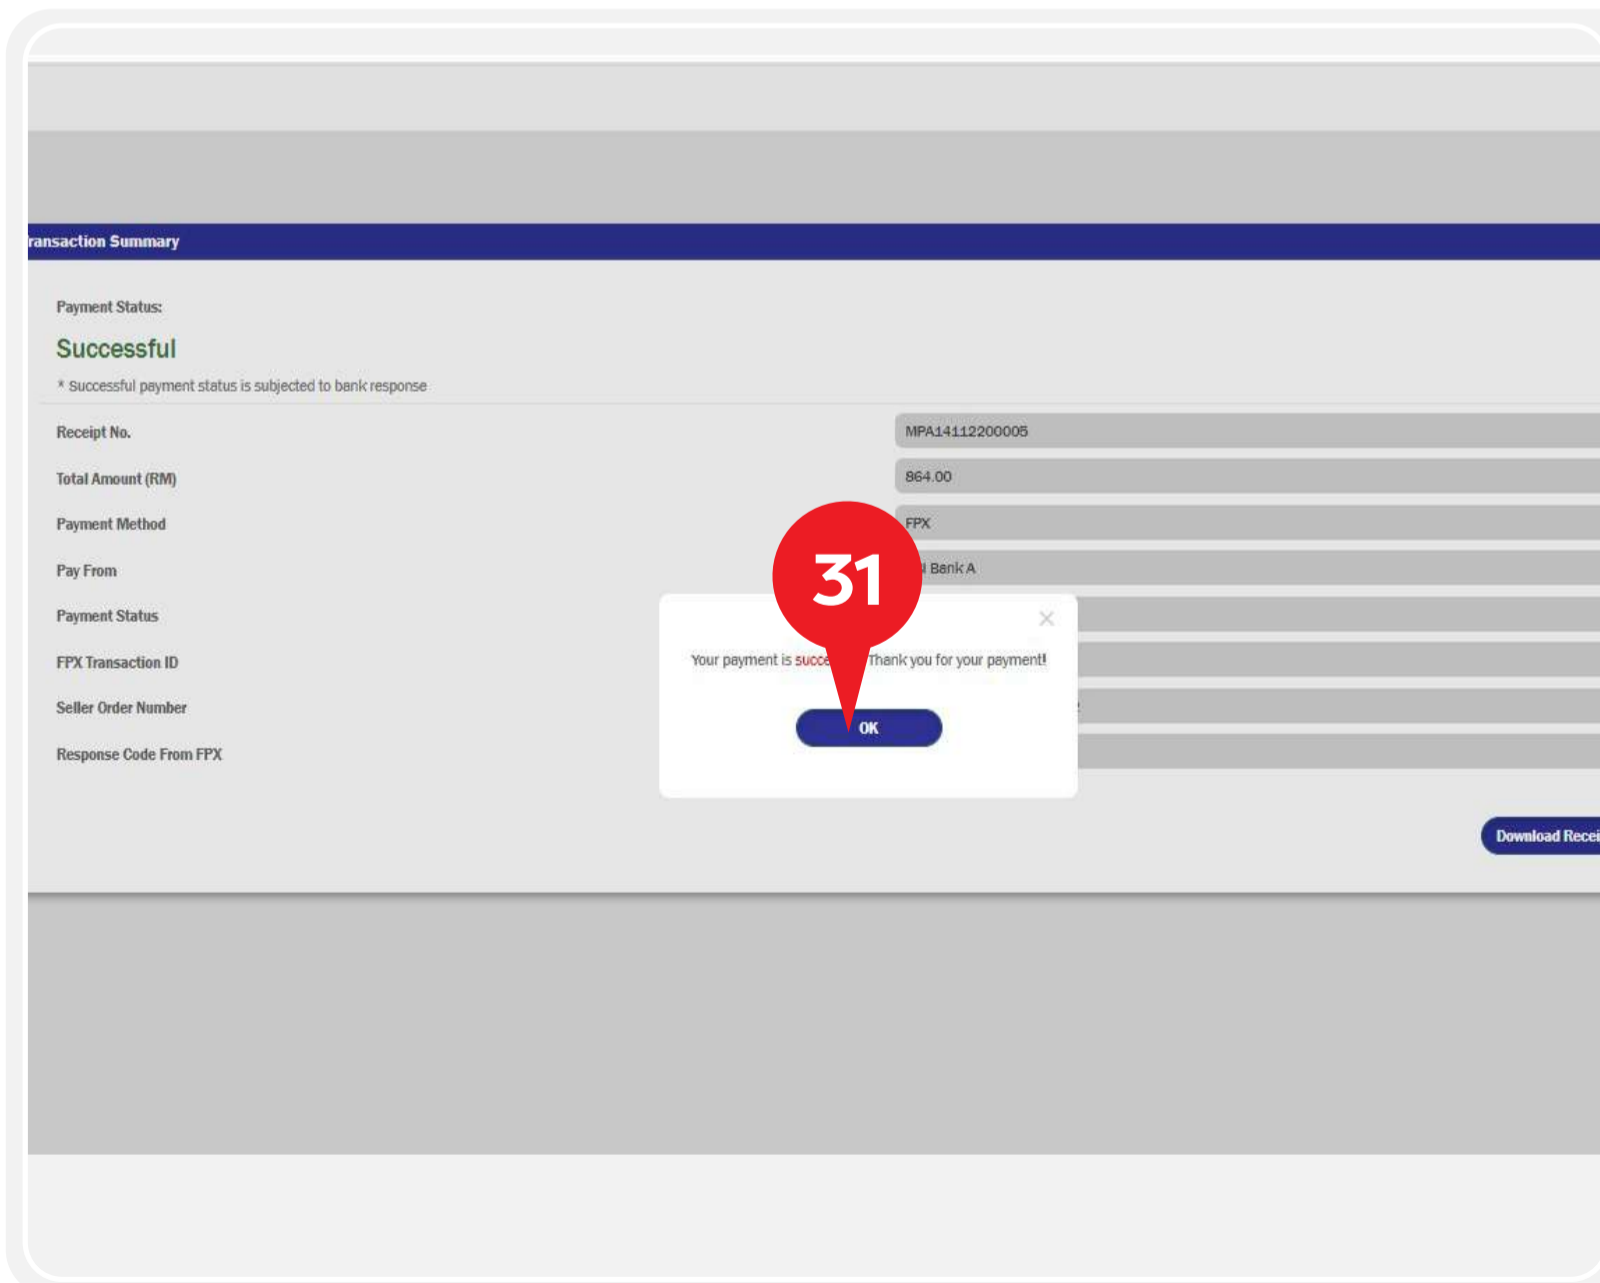 ransaction Summary
Payment Status:
Successful
* Successful payment status is subjected to bank response
Receipt No. MPA14112200005
Total Amount (RM) 864.00
Payment Method FPX
Pay From Bank A
31
Payment Status
FPX Transaction ID
Your payment is succe Thank you for your payment!
Seller Order Number
OK
Response Code From FPX
Download Recei